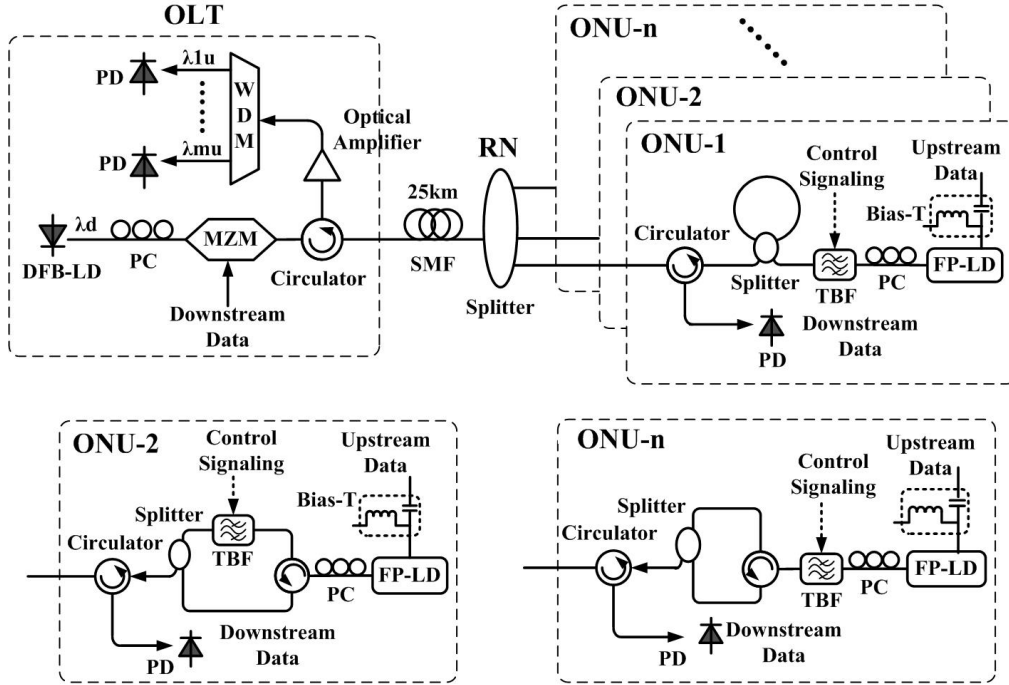 OLT
λ1u
PD
W
D
M
λmu
PD
Optical
Amplifier
λd
DFB-LD
PC
MZM
Circulator
Downstream
Data
25km
SMF
RN
Splitter
ONU-n
ONU-2
ONU-1
Control
Signaling
Upstream
Data
Bias-T
Circulator
Splitter
TBF
PC
FP-LD
Downstream
Data
PD
ONU-2
Control
Signaling
Upstream
Data
Bias-T
Splitter
Circulator
TBF
PC
FP-LD
Downstream
Data
PD
ONU-n
Control
Signaling
Upstream
Data
Bias-T
Splitter
Circulator
TBF
PC
FP-LD
Downstream
Data
PD